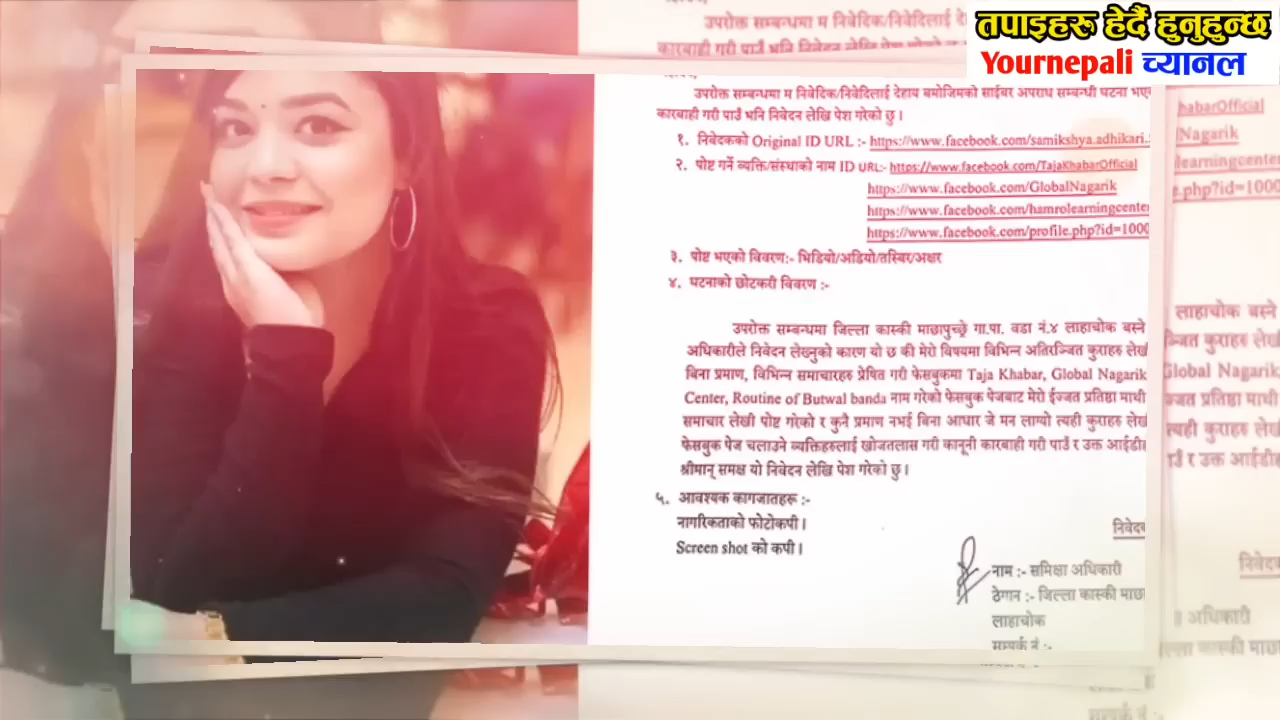 तपाइहरु हेर्दै हुनुहुन्छ
Yournepali च्यानल
उपरोक्त सम्बन्धमा म निवेदिक/निवेदिलाई देहाय बमोजिमको साईबर अपराध सम्बन्धी घटना भए
कारबाही गरी पाउँ भनि निवेदन लेखि पेश गरेको छु ।
१. निवेदकको Original ID URL :- https://www.facebook.com/samikshya.adhikari.
२. पोष्ट गर्ने व्यक्ति/संस्थाको नाम ID URL:- https://www.facebook.com/TajaKhabarOfficial
https://www.facebook.com/GlobalNagarik
https://www.facebook.com/hamrolearningcenter
https://www.facebook.com/profile.php?id=1000
३. पोष्ट भएको विवरण:- भिडियो/अडियो/तस्बिर/अक्षर
४. घटनाको छोटकरी विवरण :-
उपरोक्त सम्बन्धमा जिल्ला कास्की माछापुच्छ्रे गा.पा. वडा नं.४ लाहाचोक बस्ने
अधिकारीले निवेदन लेख्नुको कारण यो छ की मेरो विषयमा विभिन्न अतिरञ्जित कुराहरु लेखी
बिना प्रमाण, विभिन्न समाचारहरु प्रेषित गरी फेसबुकमा Taja Khabar, Global Nagarik
Center, Routine of Butwal banda नाम गरेको फेसबुक पेजबाट मेरो ईज्जत प्रतिष्ठा माथी
समाचार लेखी पोष्ट गरेको र कुनै प्रमाण नभई बिना आधार जे मन लाग्यो त्यही कुराहरु लेखी
फेसबुक पेज चलाउने व्यक्तिहरुलाई खोजतलास गरी कानूनी कारबाही गरी पाउँ र उक्त आईडी
श्रीमान् समक्ष यो निवेदन लेखि पेश गरेको छु ।
५. आवश्यक कागजातहरू :-
नागरिकताको फोटोकपी ।
Screen shot को कपी ।
निवेदक
नाम :- समिक्षा अधिकारी
ठेगान :- जिल्ला कास्की माछा
लाहाचोक
सम्पर्क नं :-